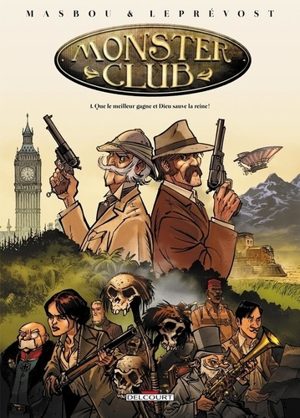 MASBOU & LEPRÉVOST
MONSTER
CLUB
1. Que le meilleur gagne et Dieu sauve la reine !
DELCOURT